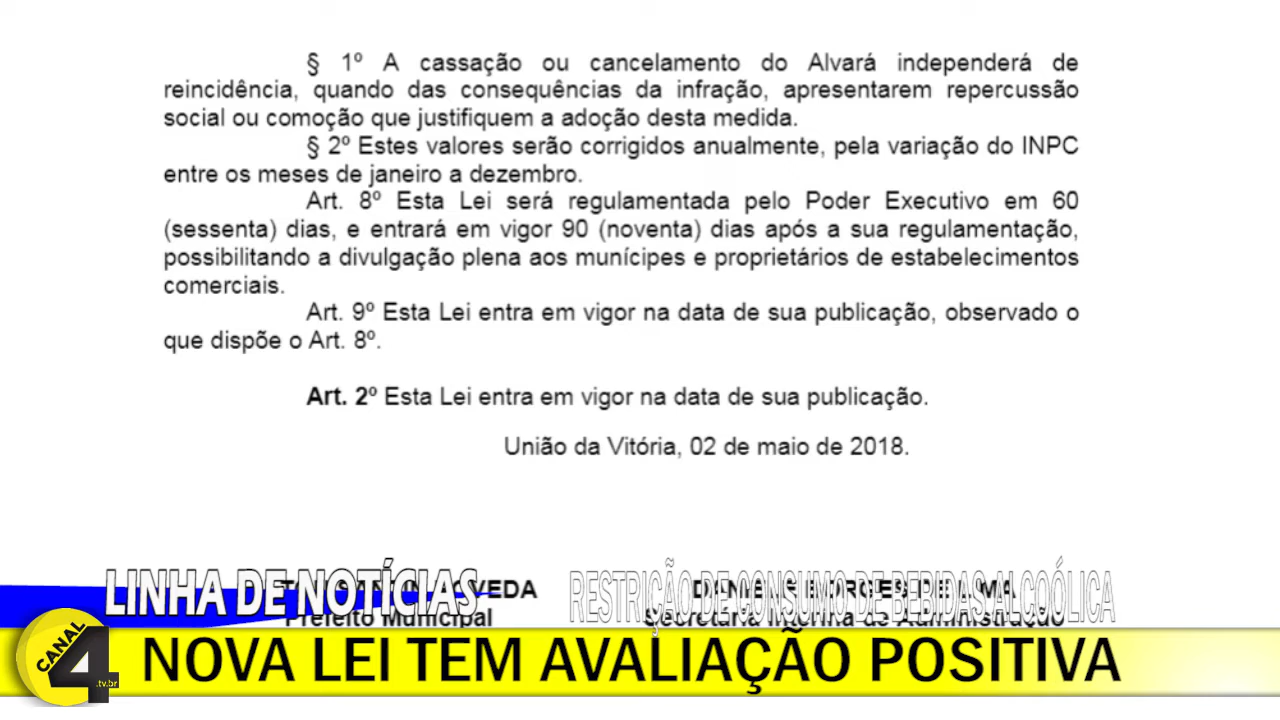 § 1º A cassação ou cancelamento do Alvará independerá de
reincidência, quando das consequências da infração, apresentarem repercussão
social ou comoção que justifiquem a adoção desta medida.
§ 2º Estes valores serão corrigidos anualmente, pela variação do INPC
entre os meses de janeiro a dezembro.
Art. 8º Esta Lei será regulamentada pelo Poder Executivo em 60
(sessenta) dias, e entrará em vigor 90 (noventa) dias após a sua regulamentação,
possibilitando a divulgação plena aos munícipes e proprietários de estabelecimentos
comerciais.
Art. 9º Esta Lei entra em vigor na data de sua publicação, observado o
que dispõe o Art. 8º.
Art. 2º Esta Lei entra em vigor na data de sua publicação.
União da Vitória, 02 de maio de 2018.
LINHA DE NOTÍCIAS
RESTRIÇÃO DE CONSUMO DE BEBIDAS ALCOÓLICA
Prefeito Municipal
de Administração
CANAL
4
.tv.br
NOVA LEI TEM AVALIAÇÃO POSITIVA